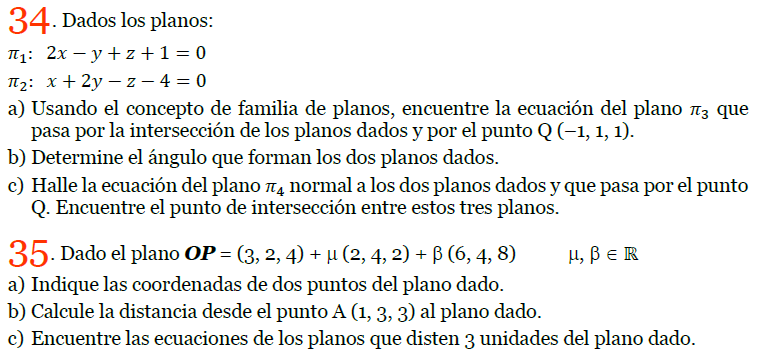 34. Dados los planos:
π₁: 2x − y + z + 1 = 0
π₂: x + 2y − z − 4 = 0
a) Usando el concepto de familia de planos, encuentre la ecuación del plano π₃ que
pasa por la intersección de los planos dados y por el punto Q (−1, 1, 1).
b) Determine el ángulo que forman los dos planos dados.
c) Halle la ecuación del plano π₄ normal a los dos planos dados y que pasa por el punto
Q. Encuentre el punto de intersección entre estos tres planos.
35. Dado el plano OP = (3, 2, 4) + μ (2, 4, 2) + β (6, 4, 8) μ, β ∈ ℝ
a) Indique las coordenadas de dos puntos del plano dado.
b) Calcule la distancia desde el punto A (1, 3, 3) al plano dado.
c) Encuentre las ecuaciones de los planos que disten 3 unidades del plano dado.